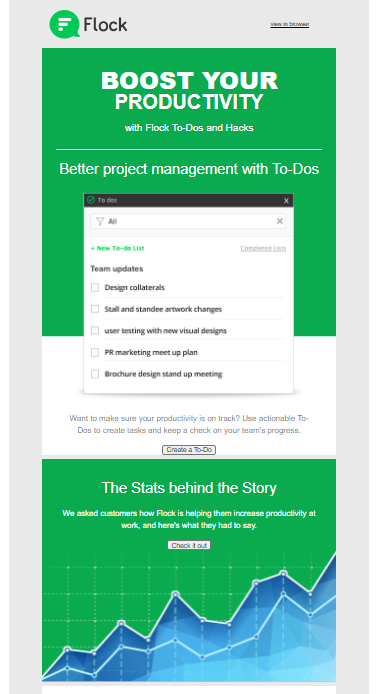 Flock
view in browser
BOOST YOUR
PRODUCTIVITY
with Flock To-Dos and Hacks
Better project management with To-Dos
To dos
X
All
+ New To-do List
Completed Lists
Team updates
Design collaterals
Stall and standee artwork changes
user testing with new visual designs
PR marketing meet up plan
Brochure design stand up meeting
Want to make sure your productivity is on track? Use actionable To-
Dos to create tasks and keep a check on your team's progress.
Create a To-Do
The Stats behind the Story
We asked customers how Flock is helping them increase productivity at
work, and here's what they had to say.
Check it out